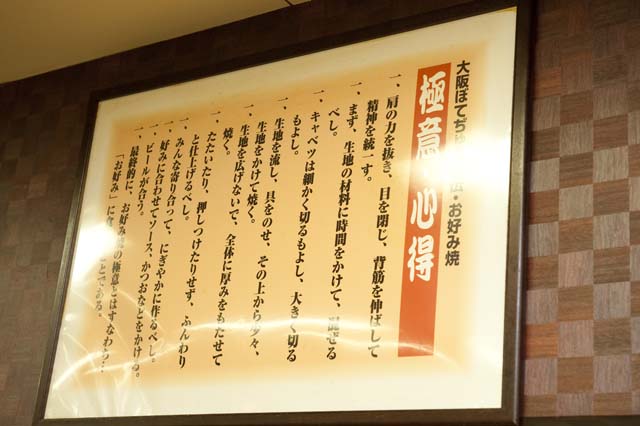 大阪ぼてぢゅ伝・お好み焼
極意心得
一、肩の力を抜き、目を閉じ、背筋を伸ばして
精神を統一す。
一、まず、生地の材料に時間をかけて、混ぜる
べし。
一、キャベツは細かく切るもよし、大きく切る
もよし。
一、生地を流し、具をのせ、その上から少々、
生地をかけて焼く。
一、生地を広げないで、全体に厚みをもたせて
焼く。
一、たたいたり、押しつけたりせず、ふんわり
と仕上げるべし。
一、みんな寄り合って、にぎやかに作るべし。
一、好みに合わせてソース、かつおなどをかける。
一、ビールが合う。
一、最終的に、お好み の極意とはすなわち…
「お好み」に ことである。